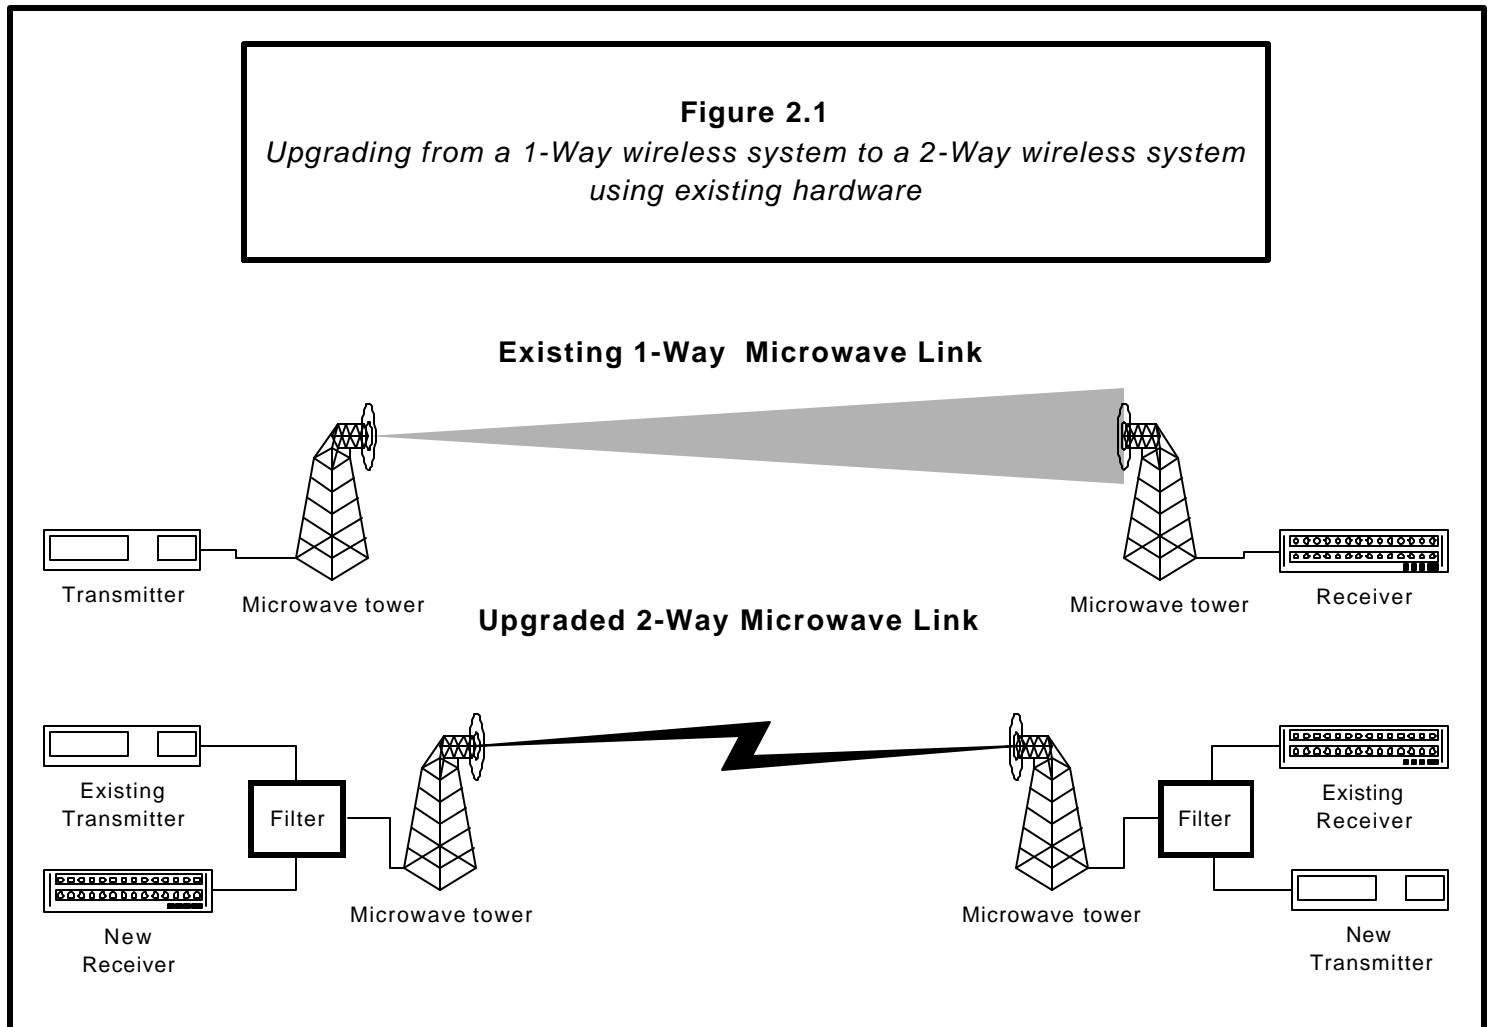 Figure 2.1
Upgrading from a 1-Way wireless system to a 2-Way wireless system
using existing hardware
Existing 1-Way Microwave Link
Transmitter
Microwave tower
Microwave tower
Receiver
Upgraded 2-Way Microwave Link
Existing
Transmitter
Filter
New
Receiver
Microwave tower
Microwave tower
Filter
Existing
Receiver
New
Transmitter